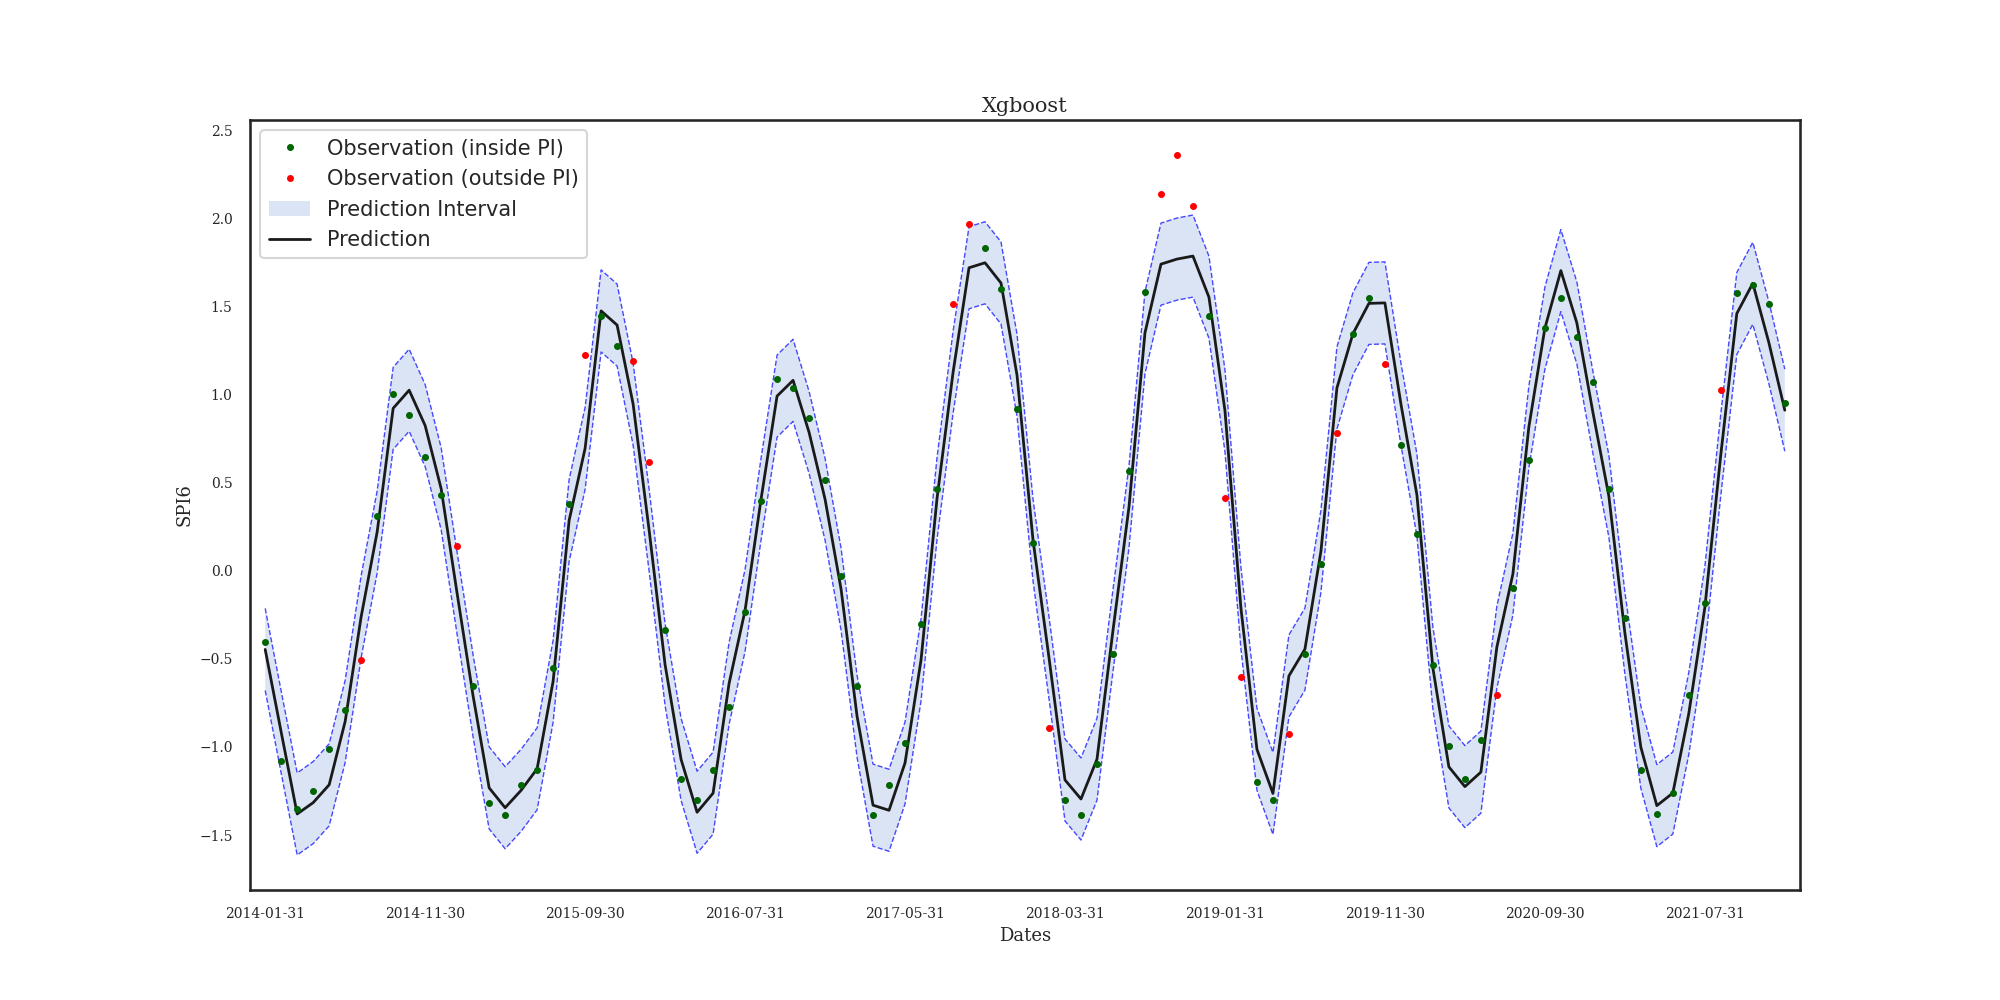 Xgboost
2.5
2.0
1.5
1.0
0.5
0.0
−0.5
−1.0
−1.5
SPI6
Observation (inside PI)
Observation (outside PI)
Prediction Interval
Prediction
2014-01-31 2014-11-30 2015-09-30 2016-07-31 2017-05-31 2018-03-31 2019-01-31 2019-11-30 2020-09-30 2021-07-31
Dates